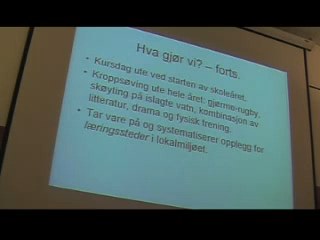 Hva gjør vi? – forts.
• Kursdag ute ved starten av skoleåret.
• Kroppsøving ute hele året: gjørme-rugby,
skøyting på islagte vatn, kombinasjon av
litteratur, drama og fysisk trening.
• Tar vare på og systematiserer opplegg for
læringssteder i lokalmiljøet.